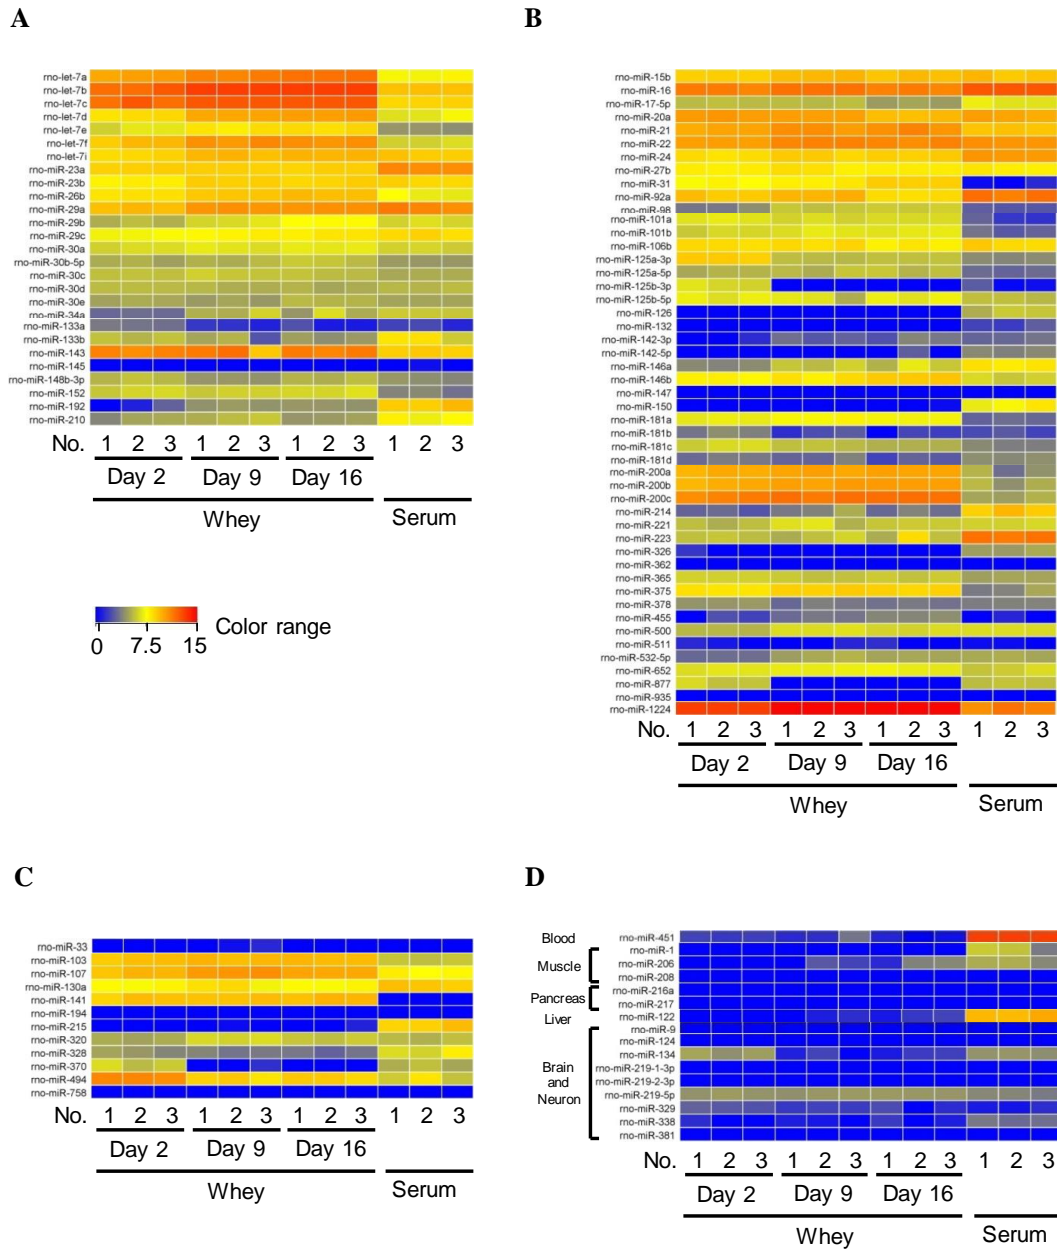 A
rno-let-7a
rno-let-7b
rno-let-7c
rno-let-7d
rno-let-7e
rno-let-7f
rno-let-7i
rno-miR-23a
rno-miR-23b
rno-miR-26b
rno-miR-29a
rno-miR-29b
rno-miR-29c
rno-miR-30a
rno-miR-30b-5p
rno-miR-30c
rno-miR-30d
rno-miR-30e
rno-miR-34a
rno-miR-133a
rno-miR-133b
rno-miR-143
rno-miR-145
rno-miR-148b-3p
rno-miR-152
rno-miR-192
rno-miR-210
No. 1 2 3 1 2 3 1 2 3 1 2 3
Day 2 Day 9 Day 16
Whey Serum
0 7.5 15 Color range
B
rno-miR-15b
rno-miR-16
rno-miR-17-5p
rno-miR-20a
rno-miR-21
rno-miR-22
rno-miR-24
rno-miR-27b
rno-miR-31
rno-miR-92a
rno-miR-98
rno-miR-101a
rno-miR-101b
rno-miR-106b
rno-miR-125a-3p
rno-miR-125a-5p
rno-miR-125b-3p
rno-miR-125b-5p
rno-miR-126
rno-miR-132
rno-miR-142-3p
rno-miR-142-5p
rno-miR-146a
rno-miR-146b
rno-miR-147
rno-miR-150
rno-miR-181a
rno-miR-181b
rno-miR-181c
rno-miR-181d
rno-miR-200a
rno-miR-200b
rno-miR-200c
rno-miR-214
rno-miR-221
rno-miR-223
rno-miR-326
rno-miR-362
rno-miR-365
rno-miR-375
rno-miR-378
rno-miR-455
rno-miR-500
rno-miR-511
rno-miR-532-5p
rno-miR-652
rno-miR-877
rno-miR-935
rno-miR-1224
No. 1 2 3 1 2 3 1 2 3 1 2 3
Day 2 Day 9 Day 16
Whey Serum
C
rno-miR-33
rno-miR-103
rno-miR-107
rno-miR-130a
rno-miR-141
rno-miR-194
rno-miR-215
rno-miR-320
rno-miR-328
rno-miR-370
rno-miR-494
rno-miR-758
No. 1 2 3 1 2 3 1 2 3 1 2 3
Day 2 Day 9 Day 16
Whey Serum
D
Blood rno-miR-451
rno-miR-1
Muscle rno-miR-206
rno-miR-208
rno-miR-216a
Pancreas rno-miR-217
Liver rno-miR-122
rno-miR-9
rno-miR-124
rno-miR-134
rno-miR-219-1-3p
Brain and Neuron rno-miR-219-2-3p
rno-miR-219-5p
rno-miR-329
rno-miR-338
rno-miR-381
No. 1 2 3 1 2 3 1 2 3 1 2 3
Day 2 Day 9 Day 16
Whey Serum